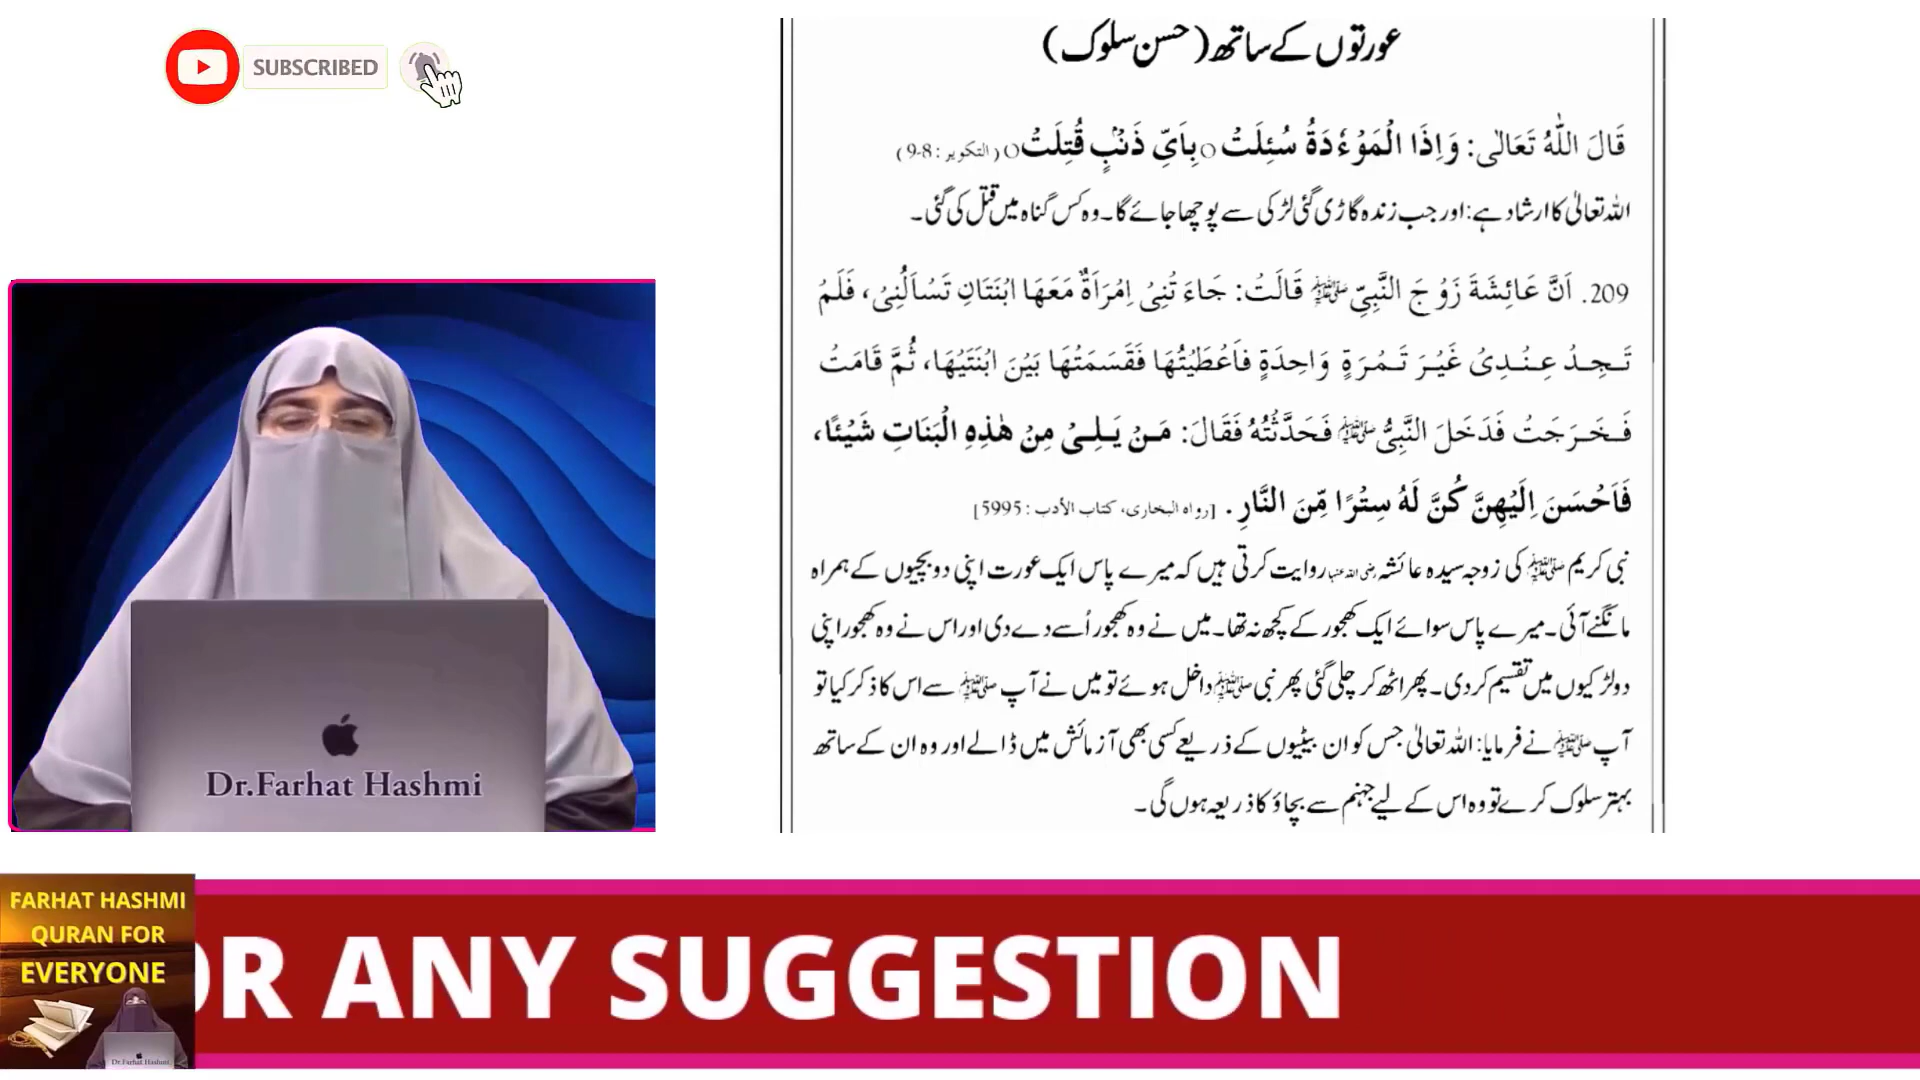 SUBSCRIBED
عورتوں کے ساتھ (حسن سلوک)
قَالَ اللّٰهُ تَعَالٰى: وَاِذَا الْمَوْءٗدَةُ سُئِلَتْ○ بِاَىِّ ذَنْۢبٍ قُتِلَتْ○ (التكوير: 8-9)
اللہ تعالیٰ کا ارشاد ہے: اور جب زندہ گاڑی گئی لڑکی سے پوچھا جائے گا۔ وہ کس گناہ میں قتل کی گئی۔
209. اَنَّ عَائِشَةَ زَوْجَ النَّبِيِّ ﷺ قَالَتْ: جَاءَ تْنِىْ اِمْرَاَةٌ مَعَهَا ابْنَتَانِ تَسْاَلُنِىْ، فَلَمْ
تَجِدْ عِنْدِىْ غَيْرَ تَمْرَةٍ وَاحِدَةٍ فَاَعْطَيْتُهَا فَقَسَمَتْهَا بَيْنَ ابْنَتَيْهَا، ثُمَّ قَامَتْ
فَخَرَجَتْ فَدَخَلَ النَّبِىُّ ﷺ فَحَدَّثْتُهُ فَقَالَ: مَنْ يَلِىْ مِنْ هٰذِهِ الْبَنَاتِ شَيْئًا،
فَاَحْسَنَ اِلَيْهِنَّ كُنَّ لَهُ سِتْرًا مِّنَ النَّارِ. [رواه البخارى، كتاب الأدب: 5995]
نبی کریم ﷺ کی زوجہ سیدہ عائشہ رضی اللہ عنہا روایت کرتی ہیں کہ میرے پاس ایک عورت اپنی دو بچیوں کے ہمراہ
مانگنے آئی۔ میرے پاس سوائے ایک کھجور کے کچھ نہ تھا۔ میں نے وہ کھجور اُسے دے دی اور اس نے وہ کھجور اپنی
دو لڑکیوں میں تقسیم کر دی۔ پھر اٹھ کر چلی گئی پھر نبی ﷺ داخل ہوئے تو میں نے آپ ﷺ سے اس کا ذکر کیا تو
آپ ﷺ نے فرمایا: اللہ تعالیٰ جس کو ان بیٹیوں کے ذریعے کسی بھی آزمائش میں ڈالے اور وہ ان کے ساتھ
بہتر سلوک کرے تو وہ اس کے لیے جہنم سے بچاؤ کا ذریعہ ہوں گی۔
Dr.Farhat Hashmi
FARHAT HASHMI
QURAN FOR
EVERYONE
Dr.Farhat Hashmi
OR ANY SUGGESTION